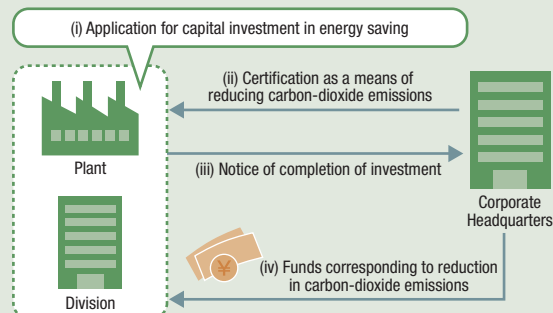 (i) Application for capital investment in energy saving
(ii) Certification as a means of
reducing carbon-dioxide emissions
Plant
(iii) Notice of completion of investment
Corporate
Headquarters
¥
(iv) Funds corresponding to reduction
in carbon-dioxide emissions
Division